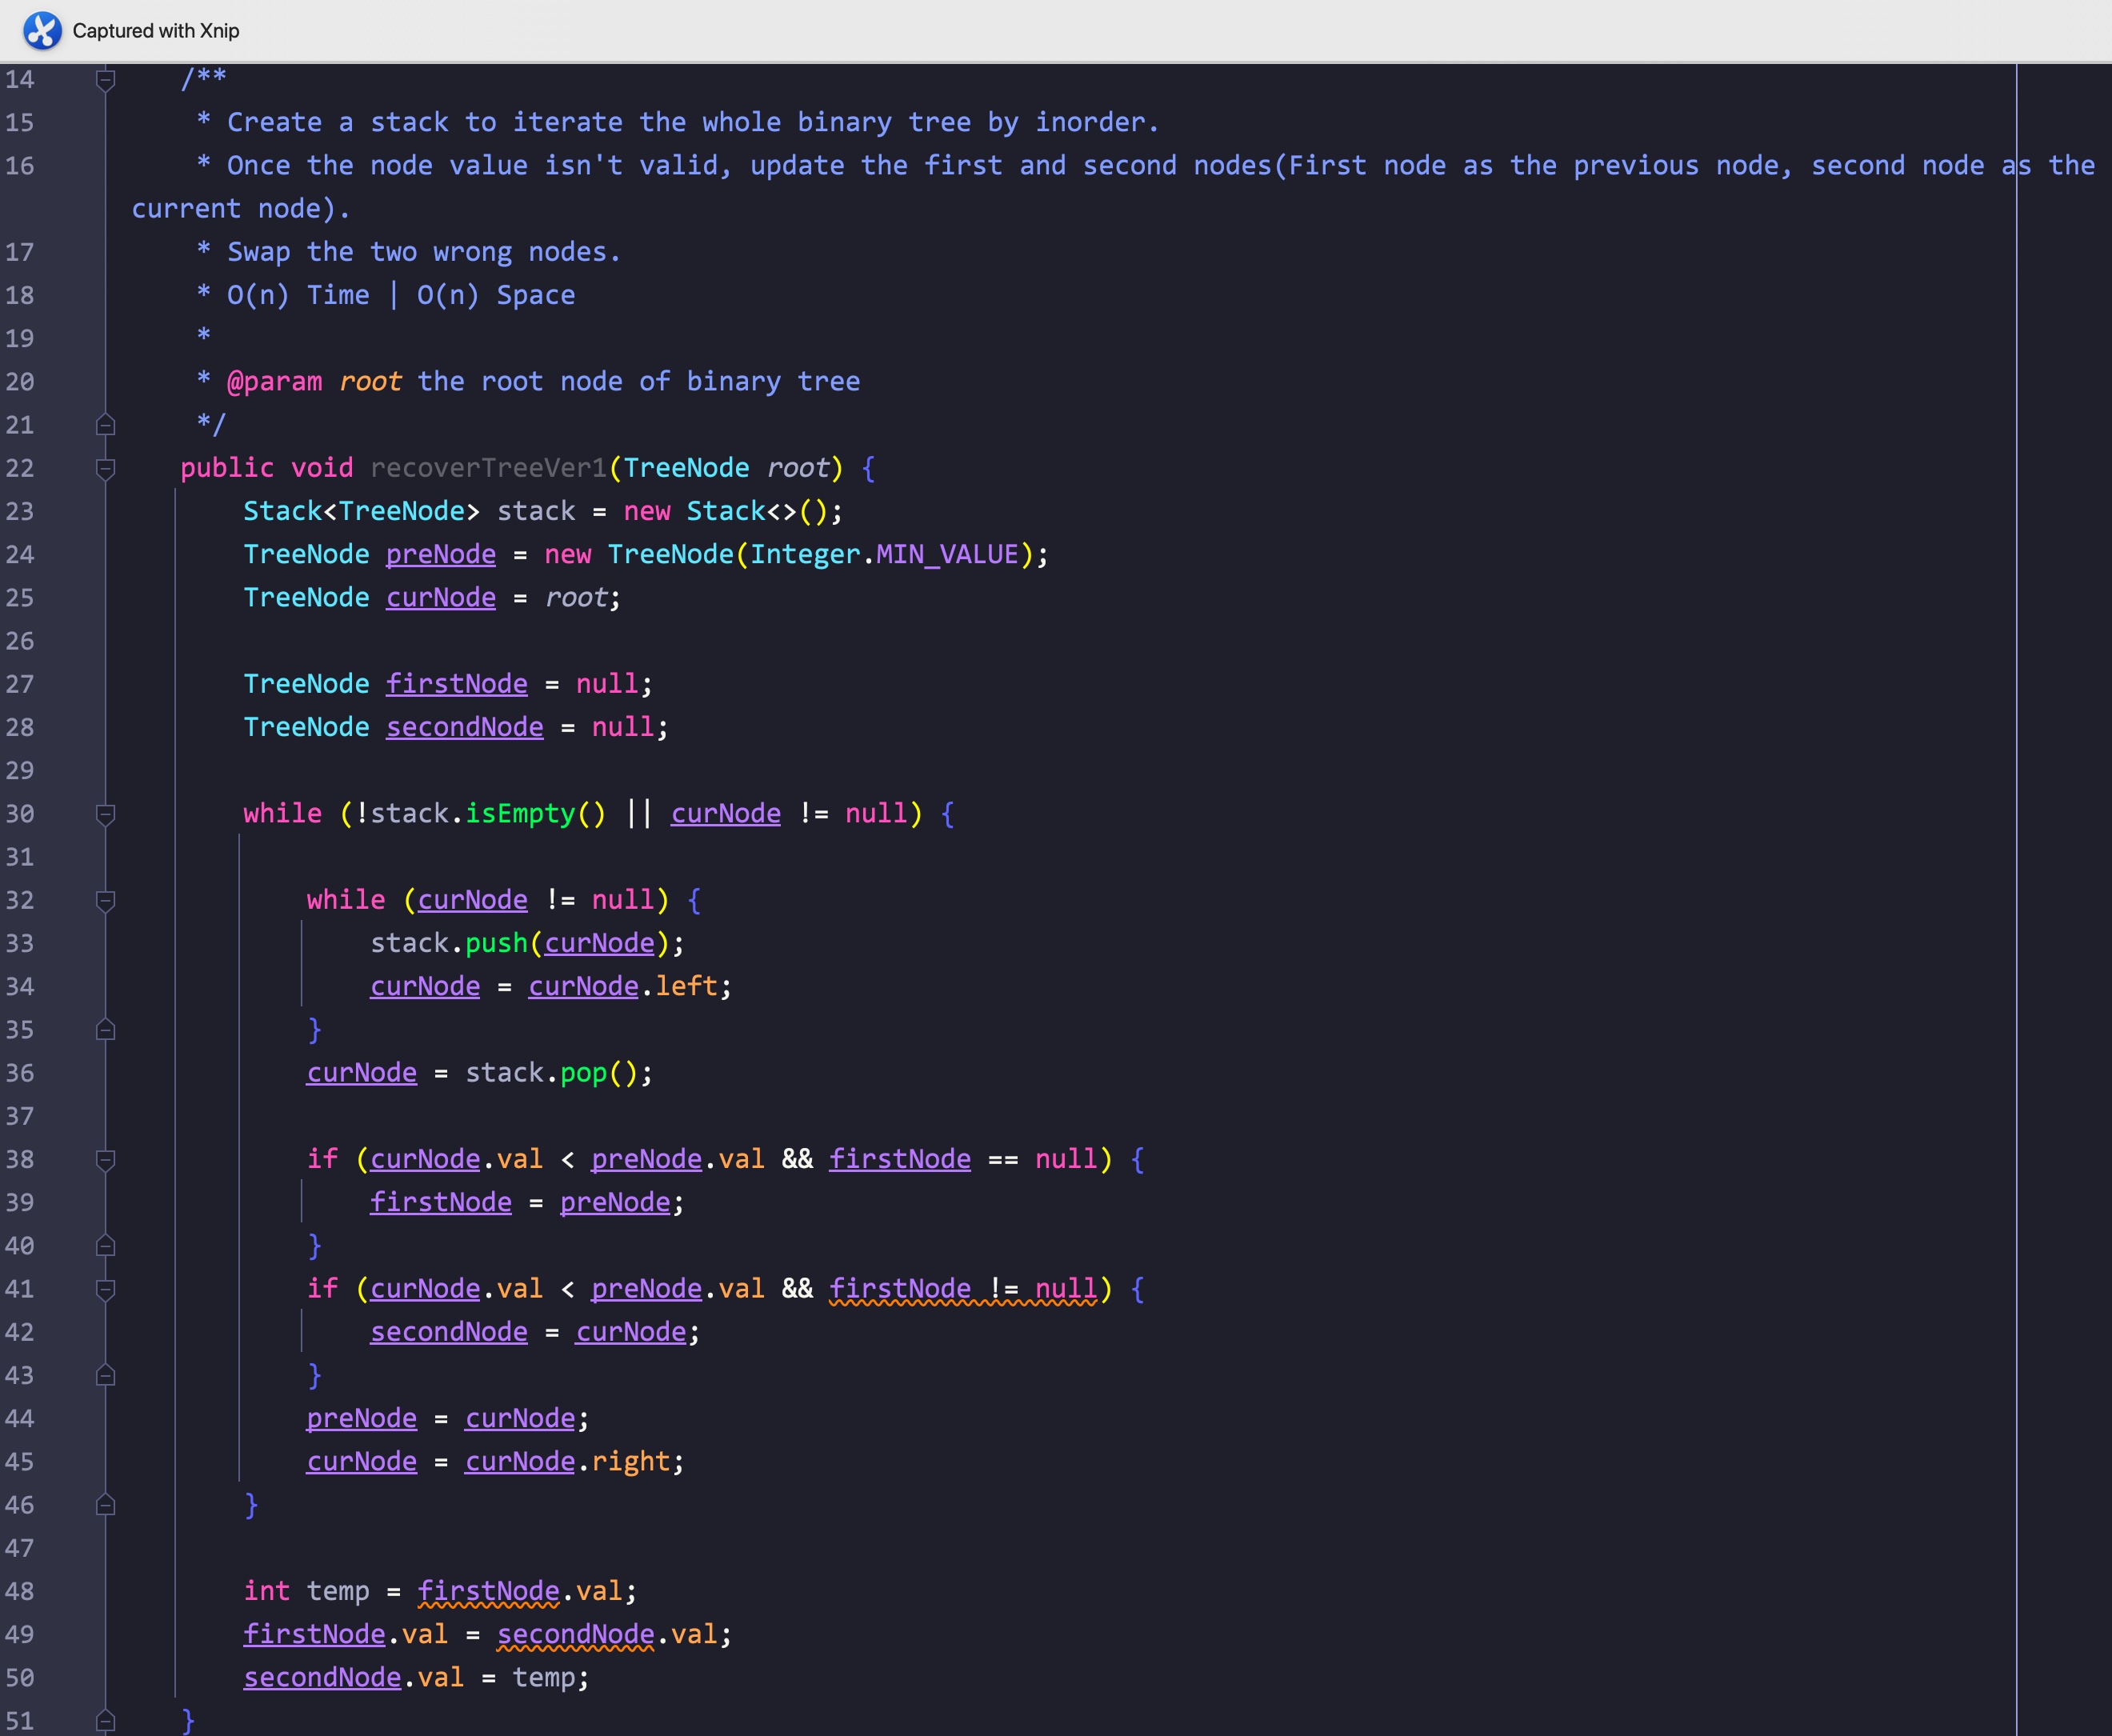 Captured with Xnip
14 /**
15 * Create a stack to iterate the whole binary tree by inorder.
16 * Once the node value isn't valid, update the first and second nodes(First node as the previous node, second node as the
current node).
17 * Swap the two wrong nodes.
18 * O(n) Time | O(n) Space
19 *
20 * @param root the root node of binary tree
21 */
22 public void recoverTreeVer1(TreeNode root) {
23 Stack<TreeNode> stack = new Stack<>();
24 TreeNode preNode = new TreeNode(Integer.MIN_VALUE);
25 TreeNode curNode = root;
26
27 TreeNode firstNode = null;
28 TreeNode secondNode = null;
29
30 while (!stack.isEmpty() || curNode != null) {
31
32 while (curNode != null) {
33 stack.push(curNode);
34 curNode = curNode.left;
35 }
36 curNode = stack.pop();
37
38 if (curNode.val < preNode.val && firstNode == null) {
39 firstNode = preNode;
40 }
41 if (curNode.val < preNode.val && firstNode != null) {
42 secondNode = curNode;
43 }
44 preNode = curNode;
45 curNode = curNode.right;
46 }
47
48 int temp = firstNode.val;
49 firstNode.val = secondNode.val;
50 secondNode.val = temp;
51 }